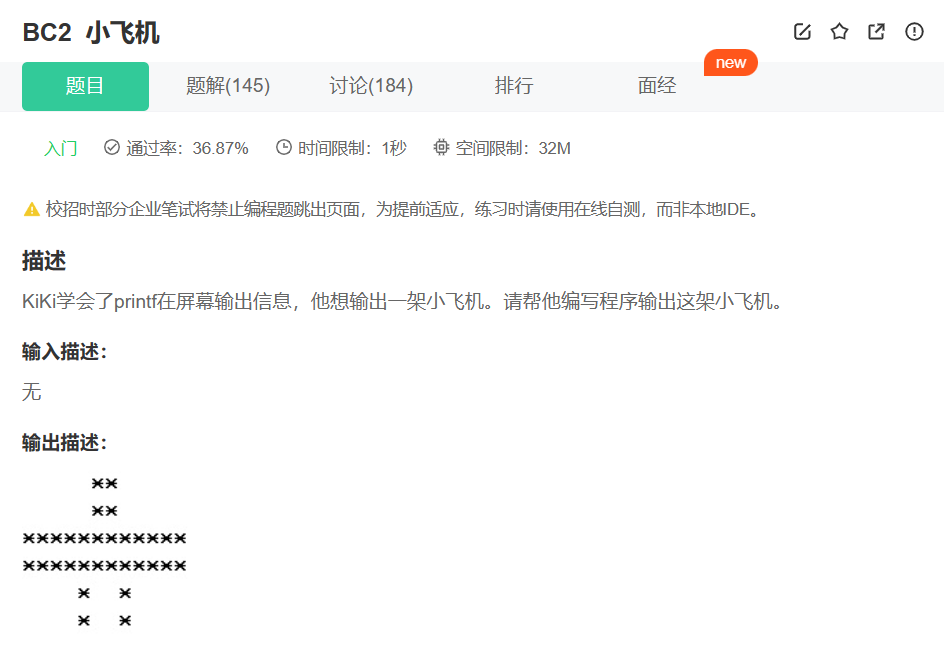 BC2 小飞机
new
题目 题解(145) 讨论(184) 排行 面经
入门 通过率：36.87% 时间限制：1秒 空间限制：32M
校招时部分企业笔试将禁止编程题跳出页面，为提前适应，练习时请使用在线自测，而非本地IDE。
描述
KiKi学会了printf在屏幕输出信息，他想输出一架小飞机。请帮他编写程序输出这架小飞机。
输入描述：
无
输出描述：
     **
     **
************
************
    *  *
    *  *